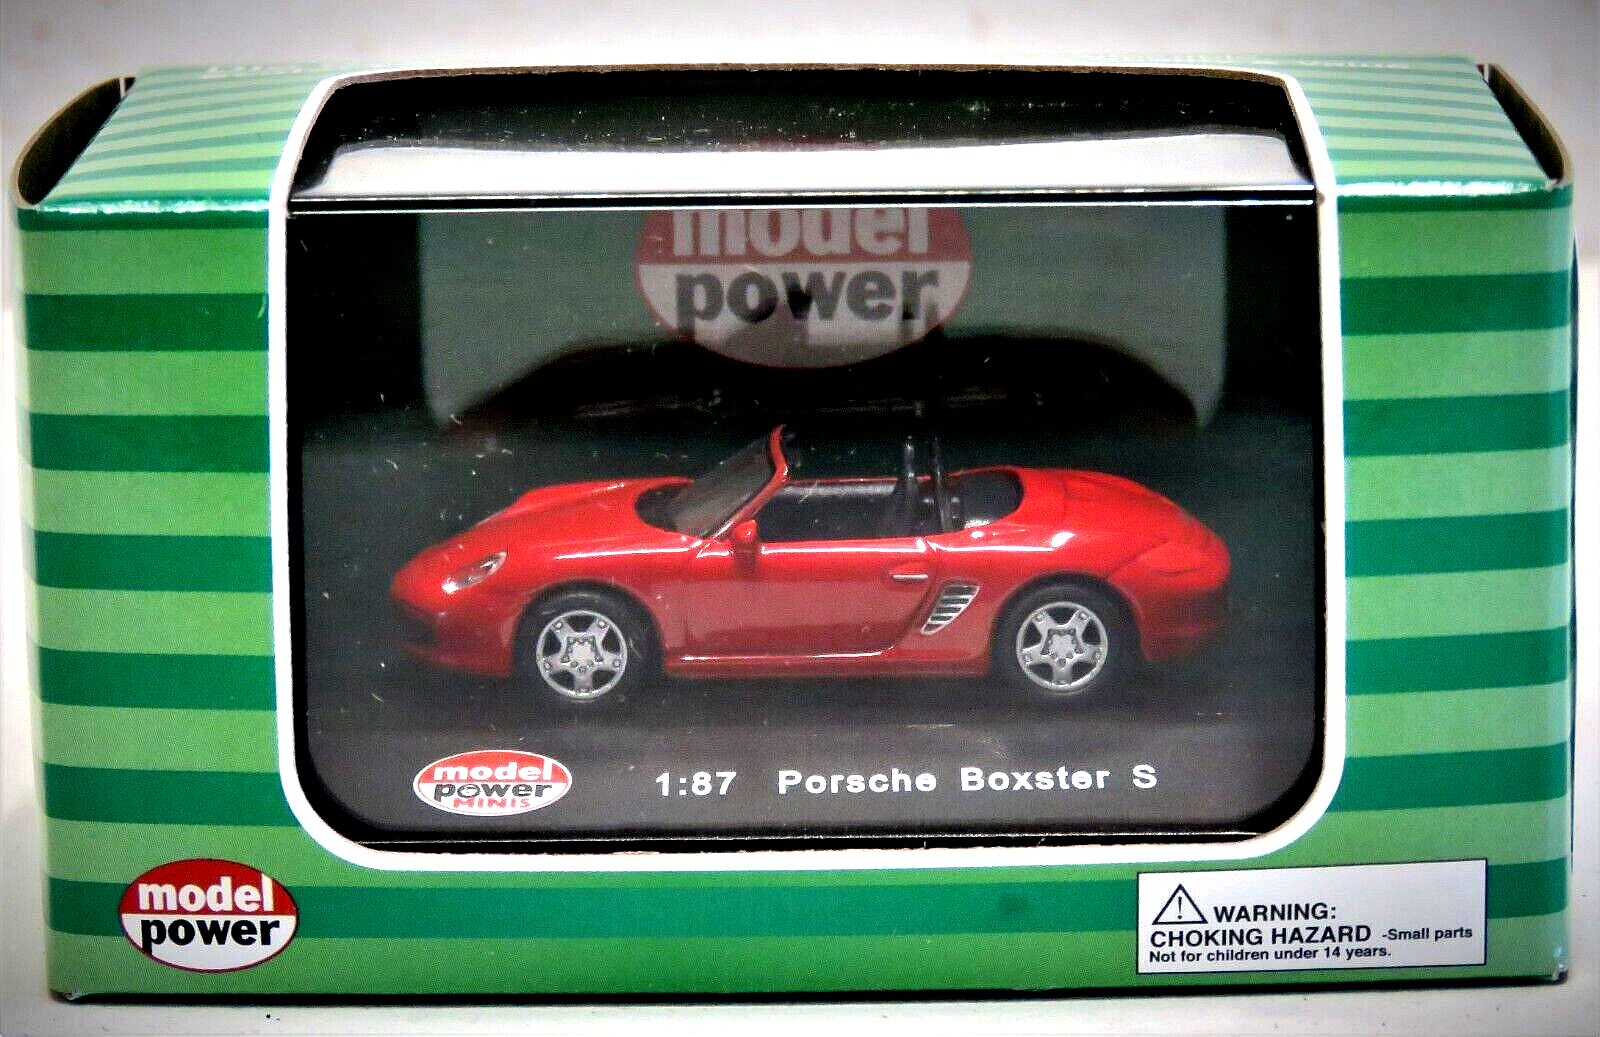 model
power
model
power
MINIS
1:87 Porsche Boxster S
model
power
WARNING:
CHOKING HAZARD -Small parts
Not for children under 14 years.